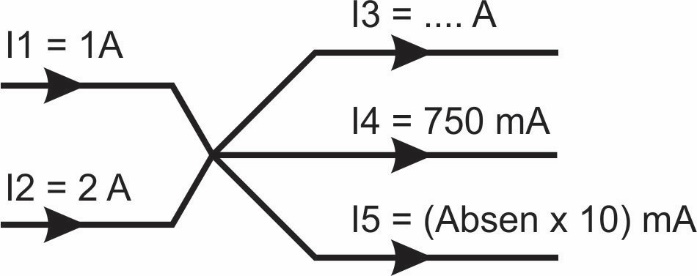 I1 = 1A
I2 = 2 A
I3 = .... A
I4 = 750 mA
I5 = (Absen x 10) mA